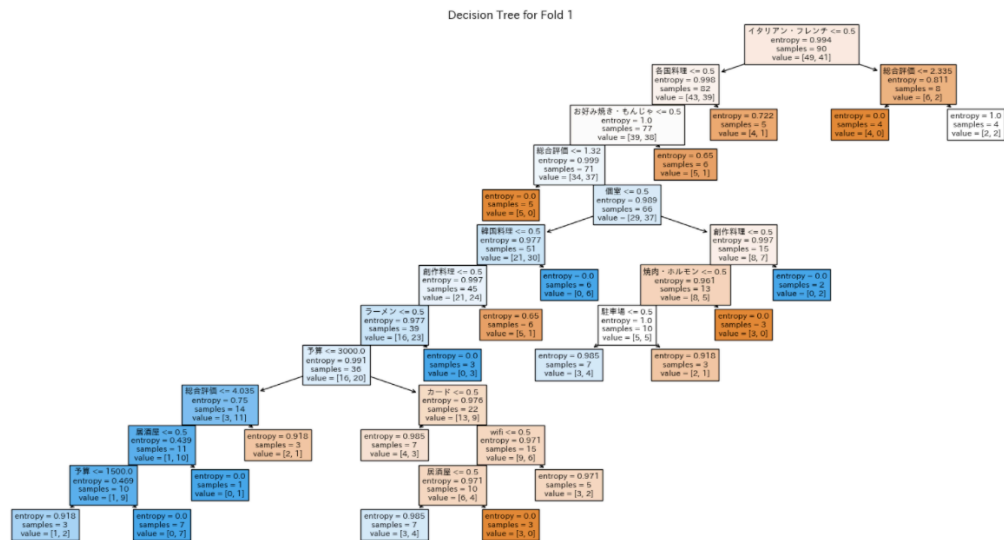 Decision Tree for Fold 1
イタリアン・フレンチ <= 0.5
entropy = 0.994
samples = 90
value = [49, 41]
各国料理 <= 0.5
entropy = 0.998
samples = 82
value = [43, 39]
総合評価 <= 2.335
entropy = 0.811
samples = 8
value = [6, 2]
お好み焼き・もんじゃ <= 0.5
entropy = 1.0
samples = 77
value = [39, 38]
entropy = 0.722
samples = 5
value = [4, 1]
entropy = 0.0
samples = 4
value = [4, 0]
entropy = 1.0
samples = 4
value = [2, 2]
総合評価 <= 1.32
entropy = 0.999
samples = 71
value = [34, 37]
entropy = 0.65
samples = 6
value = [5, 1]
entropy = 0.0
samples = 5
value = [5, 0]
個室 <= 0.5
entropy = 0.989
samples = 66
value = [29, 37]
韓国料理 <= 0.5
entropy = 0.977
samples = 51
value = [21, 30]
創作料理 <= 0.5
entropy = 0.997
samples = 15
value = [8, 7]
創作料理 <= 0.5
entropy = 0.997
samples = 45
value = [21, 24]
entropy = 0.0
samples = 6
value = [0, 6]
焼肉・ホルモン <= 0.5
entropy = 0.961
samples = 13
value = [8, 5]
entropy = 0.0
samples = 2
value = [0, 2]
ラーメン <= 0.5
entropy = 0.977
samples = 39
value = [16, 23]
entropy = 0.65
samples = 6
value = [5, 1]
駐車場 <= 0.5
entropy = 1.0
samples = 10
value = [5, 5]
entropy = 0.0
samples = 3
value = [3, 0]
予算 <= 3000.0
entropy = 0.991
samples = 36
value = [16, 20]
entropy = 0.0
samples = 3
value = [0, 3]
entropy = 0.985
samples = 7
value = [3, 4]
entropy = 0.918
samples = 3
value = [2, 1]
総合評価 <= 4.035
entropy = 0.75
samples = 14
value = [3, 11]
カード <= 0.5
entropy = 0.976
samples = 22
value = [13, 9]
居酒屋 <= 0.5
entropy = 0.439
samples = 11
value = [1, 10]
entropy = 0.918
samples = 3
value = [2, 1]
entropy = 0.985
samples = 7
value = [4, 3]
wifi <= 0.5
entropy = 0.971
samples = 15
value = [9, 6]
予算 <= 1500.0
entropy = 0.469
samples = 10
value = [1, 9]
entropy = 0.0
samples = 1
value = [0, 1]
居酒屋 <= 0.5
entropy = 0.971
samples = 10
value = [6, 4]
entropy = 0.971
samples = 5
value = [3, 2]
entropy = 0.918
samples = 3
value = [1, 2]
entropy = 0.0
samples = 7
value = [0, 7]
entropy = 0.985
samples = 7
value = [3, 4]
entropy = 0.0
samples = 3
value = [3, 0]